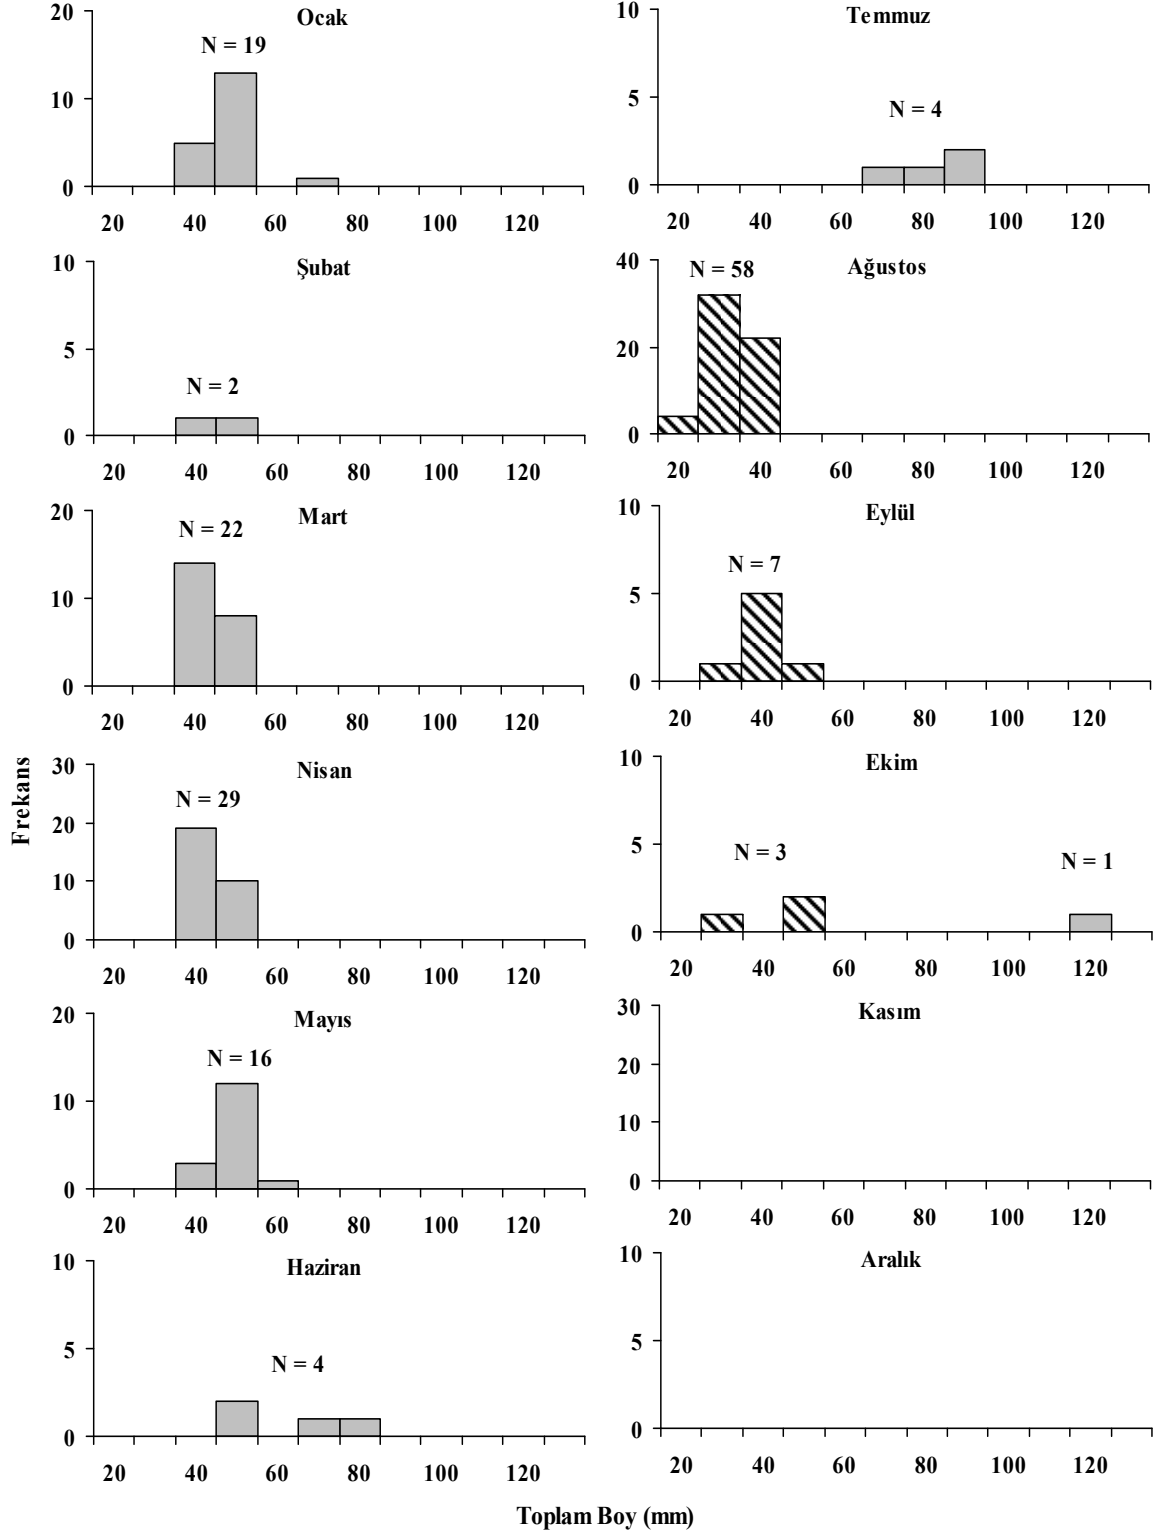 Frekans
20
Ocak
N = 19
10
0
20 40 60 80 100 120
10
Şubat
5
N = 2
0
20 40 60 80 100 120
20
Mart
N = 22
10
0
20 40 60 80 100 120
30
Nisan
N = 29
20
10
0
20 40 60 80 100 120
20
Mayıs
N = 16
10
0
20 40 60 80 100 120
10
Haziran
5
N = 4
0
20 40 60 80 100 120
10
Temmuz
5
N = 4
0
20 40 60 80 100 120
40
Ağustos
N = 58
20
0
20 40 60 80 100 120
10
Eylül
N = 7
5
0
20 40 60 80 100 120
10
Ekim
5
N = 3 N = 1
0
20 40 60 80 100 120
30
Kasım
20
10
0
20 40 60 80 100 120
10
Aralık
5
0
20 40 60 80 100 120
Toplam Boy (mm)